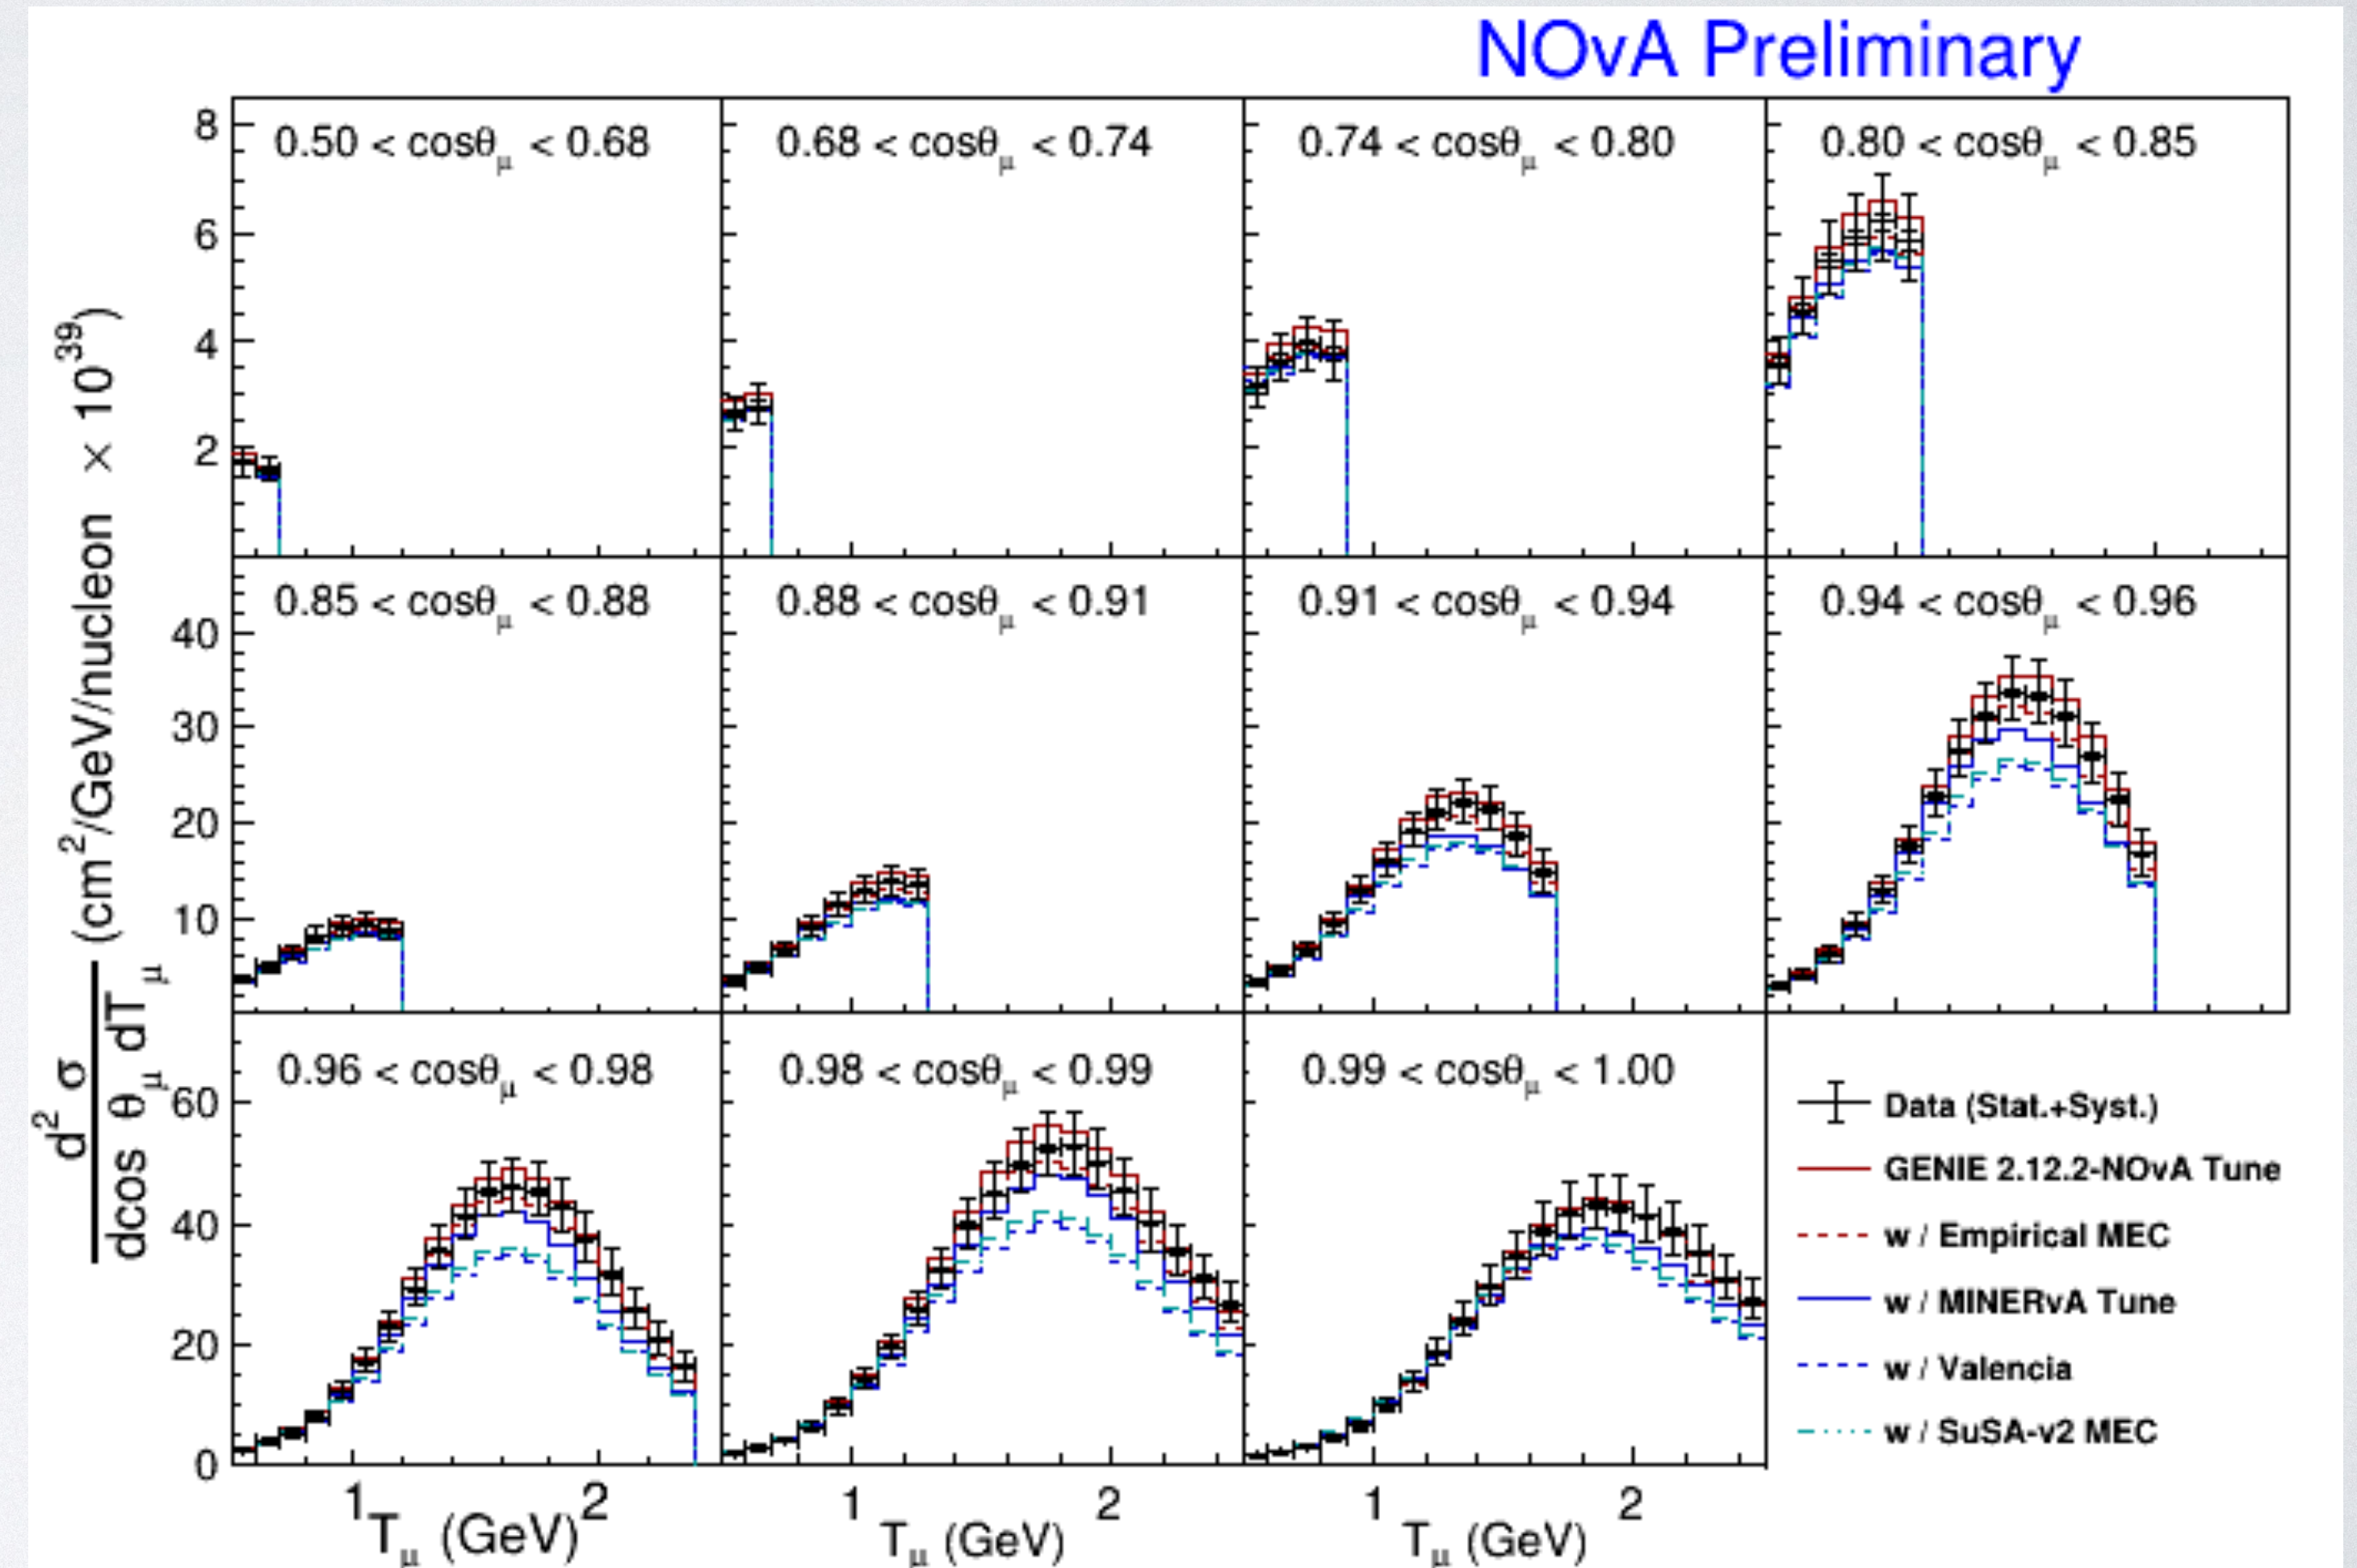 NOvA Preliminary
d²σ / dcos θμ dTμ (cm²/GeV/nucleon × 10³⁹)
0.50 < cosθμ < 0.68
0.68 < cosθμ < 0.74
0.74 < cosθμ < 0.80
0.80 < cosθμ < 0.85
8
6
4
2
0.85 < cosθμ < 0.88
0.88 < cosθμ < 0.91
0.91 < cosθμ < 0.94
0.94 < cosθμ < 0.96
40
30
20
10
0.96 < cosθμ < 0.98
0.98 < cosθμ < 0.99
0.99 < cosθμ < 1.00
60
40
20
0
Data (Stat.+Syst.)
GENIE 2.12.2-NOvA Tune
w / Empirical MEC
w / MINERvA Tune
w / Valencia
w / SuSA-v2 MEC
1 2
1 2
1 2
Tμ (GeV)
Tμ (GeV)
Tμ (GeV)